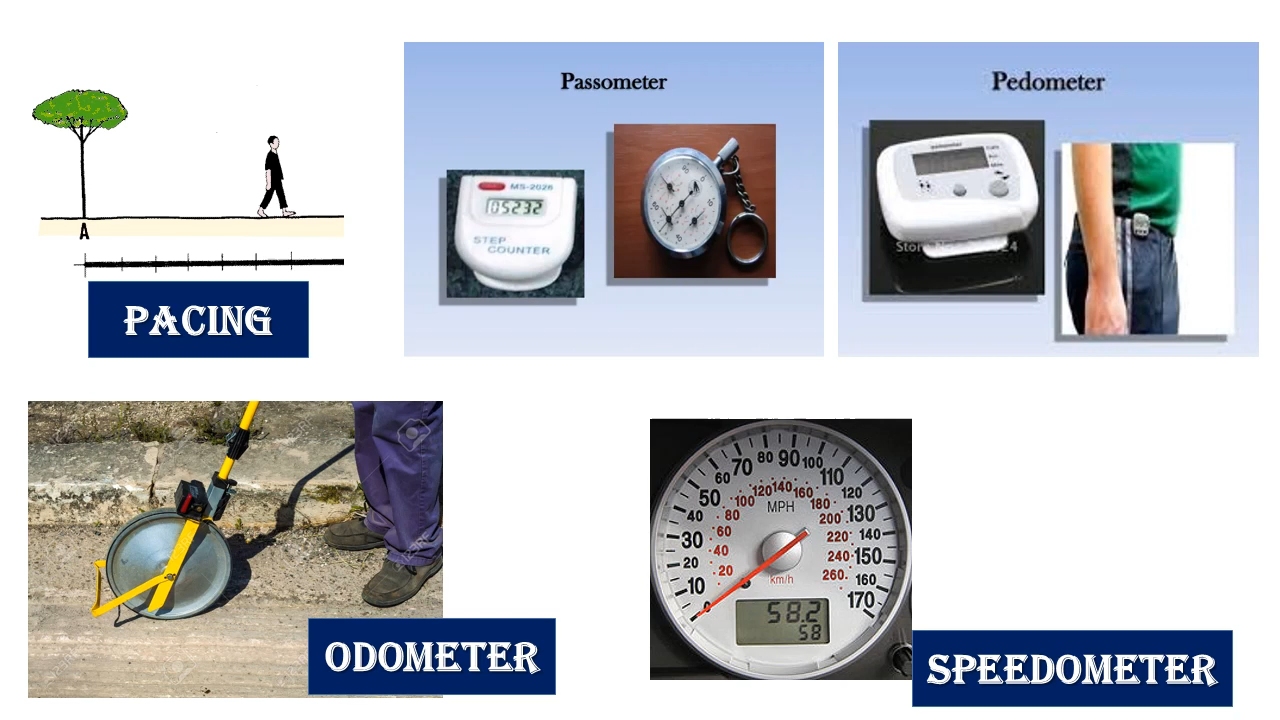 A
PACING
Passometer
MS-2026
05232
STEP
COUNTER
Pedometer
pedometer
ODOMETER
0 10 20 30 40 50 60 70 80 90 100 110 120 130 140 150 160 170
MPH
20 40 60 80 100 120 140 160 180 200 220 240 260
km/h
58.2
58
SPEEDOMETER